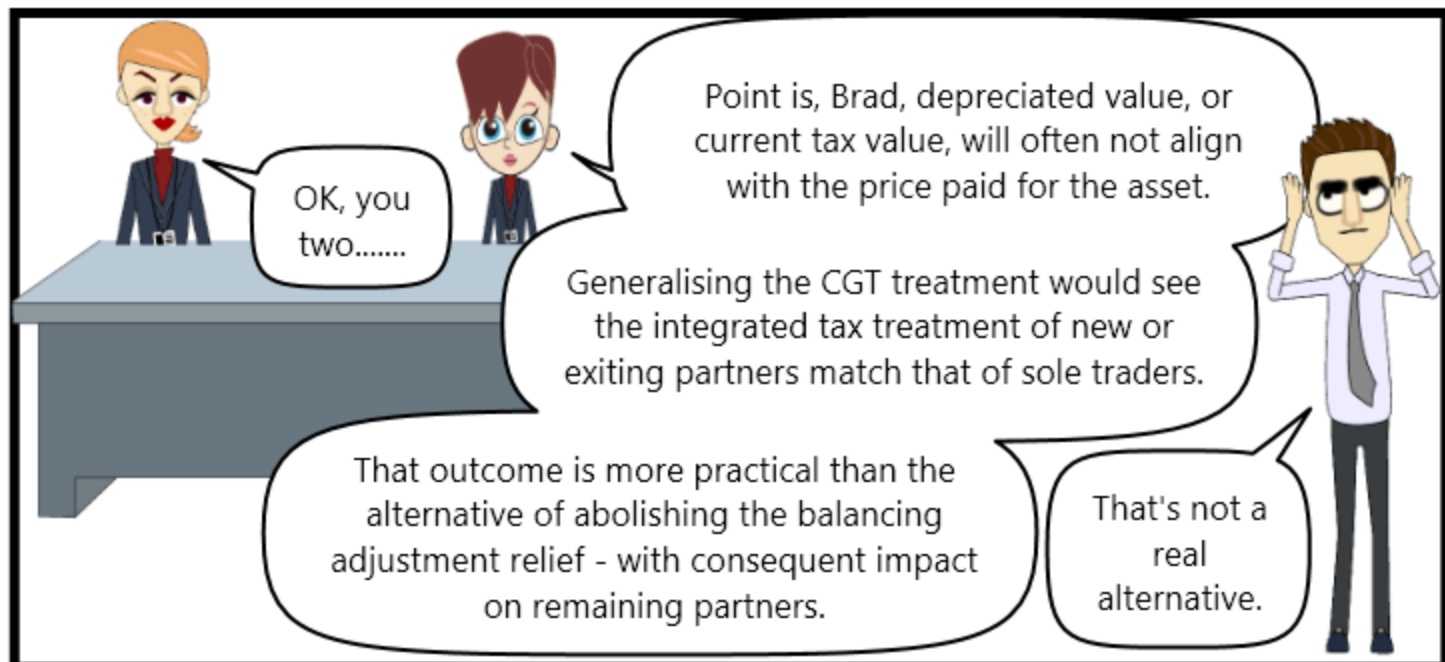 OK, you
two.......
Point is, Brad, depreciated value, or
current tax value, will often not align
with the price paid for the asset.
Generalising the CGT treatment would see
the integrated tax treatment of new or
exiting partners match that of sole traders.
That outcome is more practical than the
alternative of abolishing the balancing
adjustment relief - with consequent impact
on remaining partners.
That's not a
real
alternative.